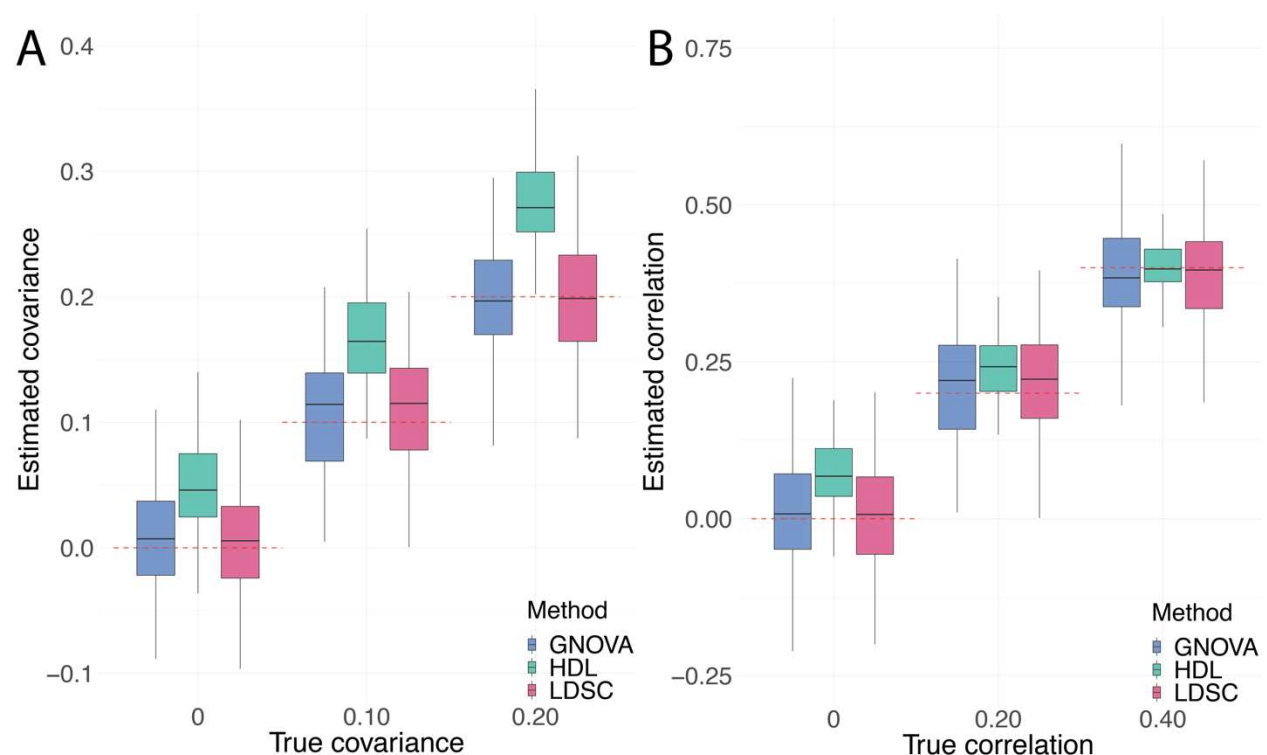 A
Estimated covariance
0.4
0.3
0.2
0.1
0.0
−0.1
0
0.10
0.20
True covariance
Method
GNOVA
HDL
LDSC
B
Estimated correlation
0.75
0.50
0.25
0.00
−0.25
0
0.20
0.40
True correlation
Method
GNOVA
HDL
LDSC